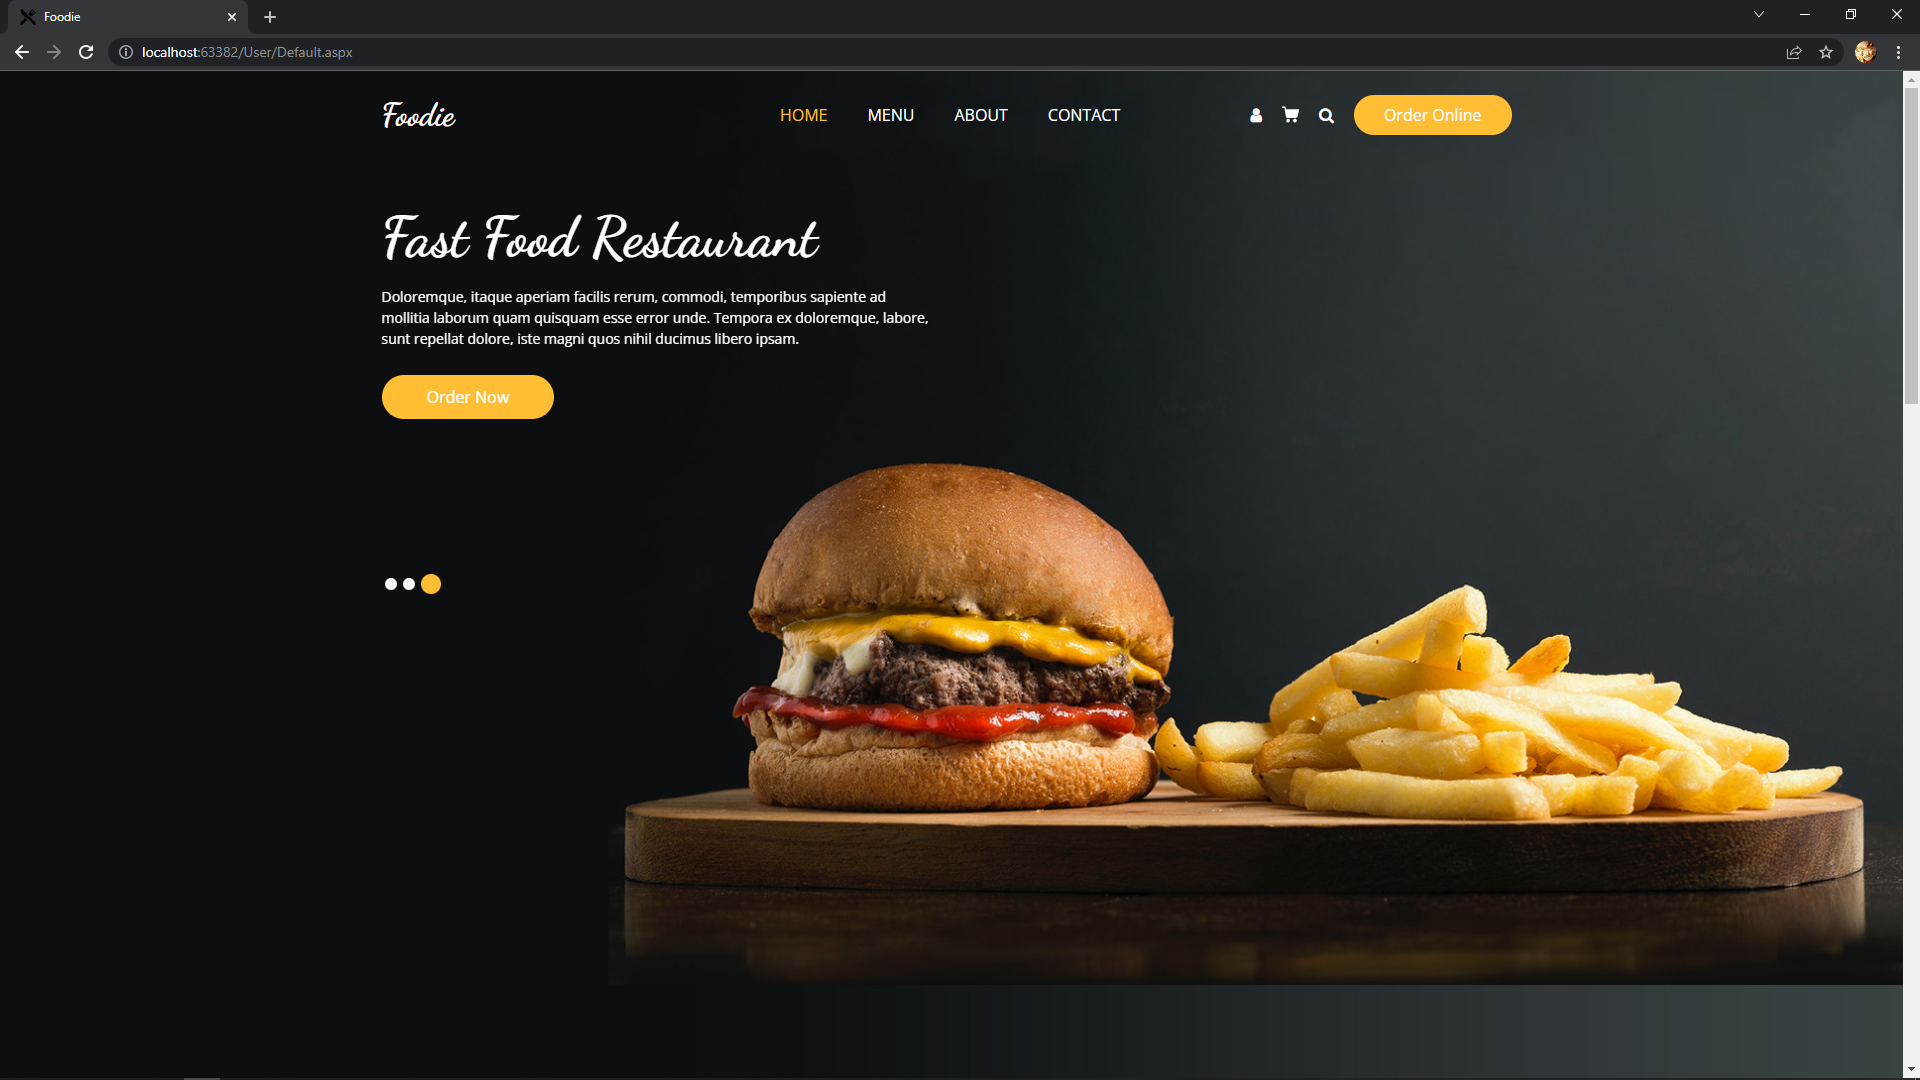 Foodie
localhost:63382/User/Default.aspx
Foodie
HOME MENU ABOUT CONTACT Order Online
Fast Food Restaurant
Doloremque, itaque aperiam facilis rerum, commodi, temporibus sapiente ad
mollitia laborum quam quisquam esse error unde. Tempora ex doloremque, labore,
sunt repellat dolore, iste magni quos nihil ducimus libero ipsam.
Order Now